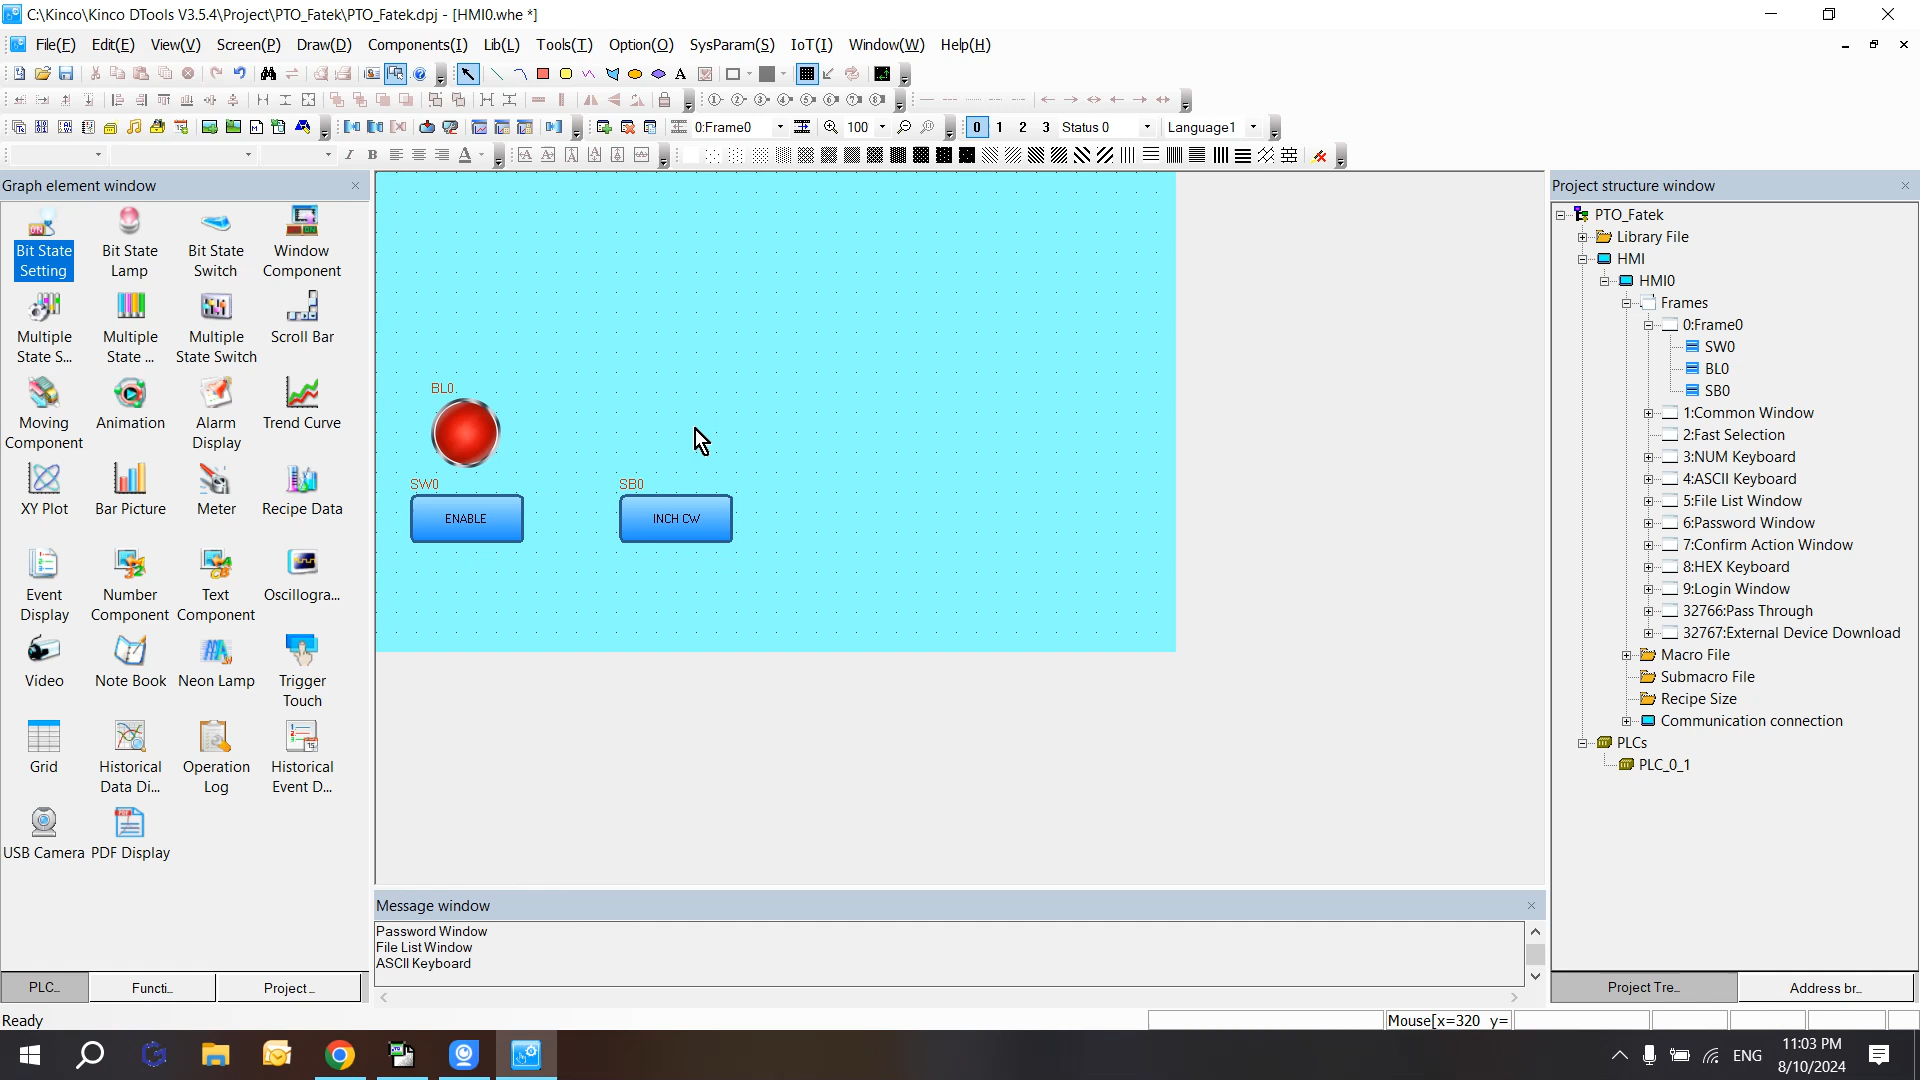 C:\Kinco\Kinco DTools V3.5.4\Project\PTO_Fatek\PTO_Fatek.dpj - [HMI0.whe *]
File(F) Edit(E) View(V) Screen(P) Draw(D) Components(I) Lib(L) Tools(T) Option(O) SysParam(S) IoT(I) Window(W) Help(H)
0:Frame0 100 0 1 2 3 Status 0 Language1
Graph element window
Bit State Setting
Bit State Lamp
Bit State Switch
Window Component
Multiple State S...
Multiple State ...
Multiple State Switch
Scroll Bar
Moving Component
Animation
Alarm Display
Trend Curve
XY Plot
Bar Picture
Meter
Recipe Data
Event Display
Number Component
Text Component
Oscillogra...
Video
Note Book
Neon Lamp
Trigger Touch
Grid
Historical Data Di...
Operation Log
Historical Event D...
USB Camera
PDF Display
PLC...
Functi...
Project ...
BL0
SW0
ENABLE
SB0
INCH CW
Message window
Password Window
File List Window
ASCII Keyboard
Project structure window
PTO_Fatek
Library File
HMI
HMI0
Frames
0:Frame0
SW0
BL0
SB0
1:Common Window
2:Fast Selection
3:NUM Keyboard
4:ASCII Keyboard
5:File List Window
6:Password Window
7:Confirm Action Window
8:HEX Keyboard
9:Login Window
32766:Pass Through
32767:External Device Download
Macro File
Submacro File
Recipe Size
Communication connection
PLCs
PLC_0_1
Project Tre...
Address br...
Ready
Mouse[x=320 y=
ENG
11:03 PM
8/10/2024